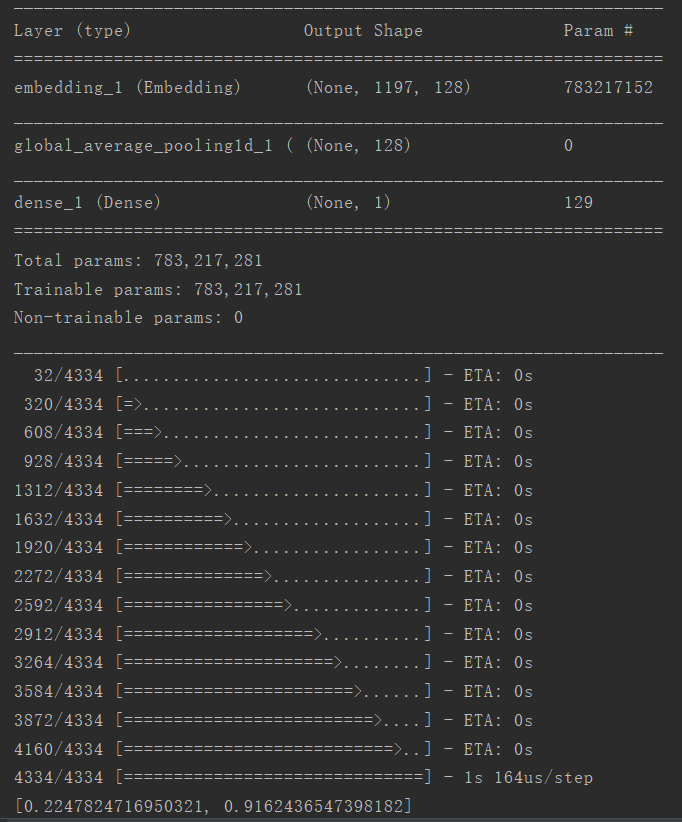 _________________________________________________________________
Layer (type)                 Output Shape              Param #
=================================================================
embedding_1 (Embedding)      (None, 1197, 128)         783217152
_________________________________________________________________
global_average_pooling1d_1 ( (None, 128)               0
_________________________________________________________________
dense_1 (Dense)              (None, 1)                 129
=================================================================
Total params: 783,217,281
Trainable params: 783,217,281
Non-trainable params: 0
_________________________________________________________________
  32/4334 [..............................] - ETA: 0s
 320/4334 [=>............................] - ETA: 0s
 608/4334 [===>..........................] - ETA: 0s
 928/4334 [=====>........................] - ETA: 0s
1312/4334 [========>.....................] - ETA: 0s
1632/4334 [==========>...................] - ETA: 0s
1920/4334 [============>.................] - ETA: 0s
2272/4334 [==============>...............] - ETA: 0s
2592/4334 [================>.............] - ETA: 0s
2912/4334 [===================>..........] - ETA: 0s
3264/4334 [=====================>........] - ETA: 0s
3584/4334 [=======================>......] - ETA: 0s
3872/4334 [=========================>....] - ETA: 0s
4160/4334 [===========================>..] - ETA: 0s
4334/4334 [==============================] - 1s 164us/step
[0.2247824716950321, 0.9162436547398182]